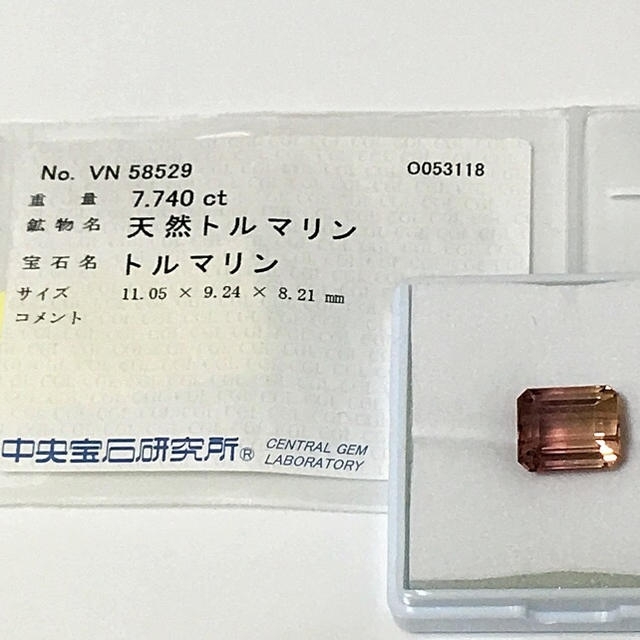 No. VN 58529 O053118
重量 7.740 ct
鉱物名 天然トルマリン
宝石名 トルマリン
サイズ 11.05 × 9.24 × 8.21 mm
コメント
中央宝石研究所® CENTRAL GEM
LABORATORY